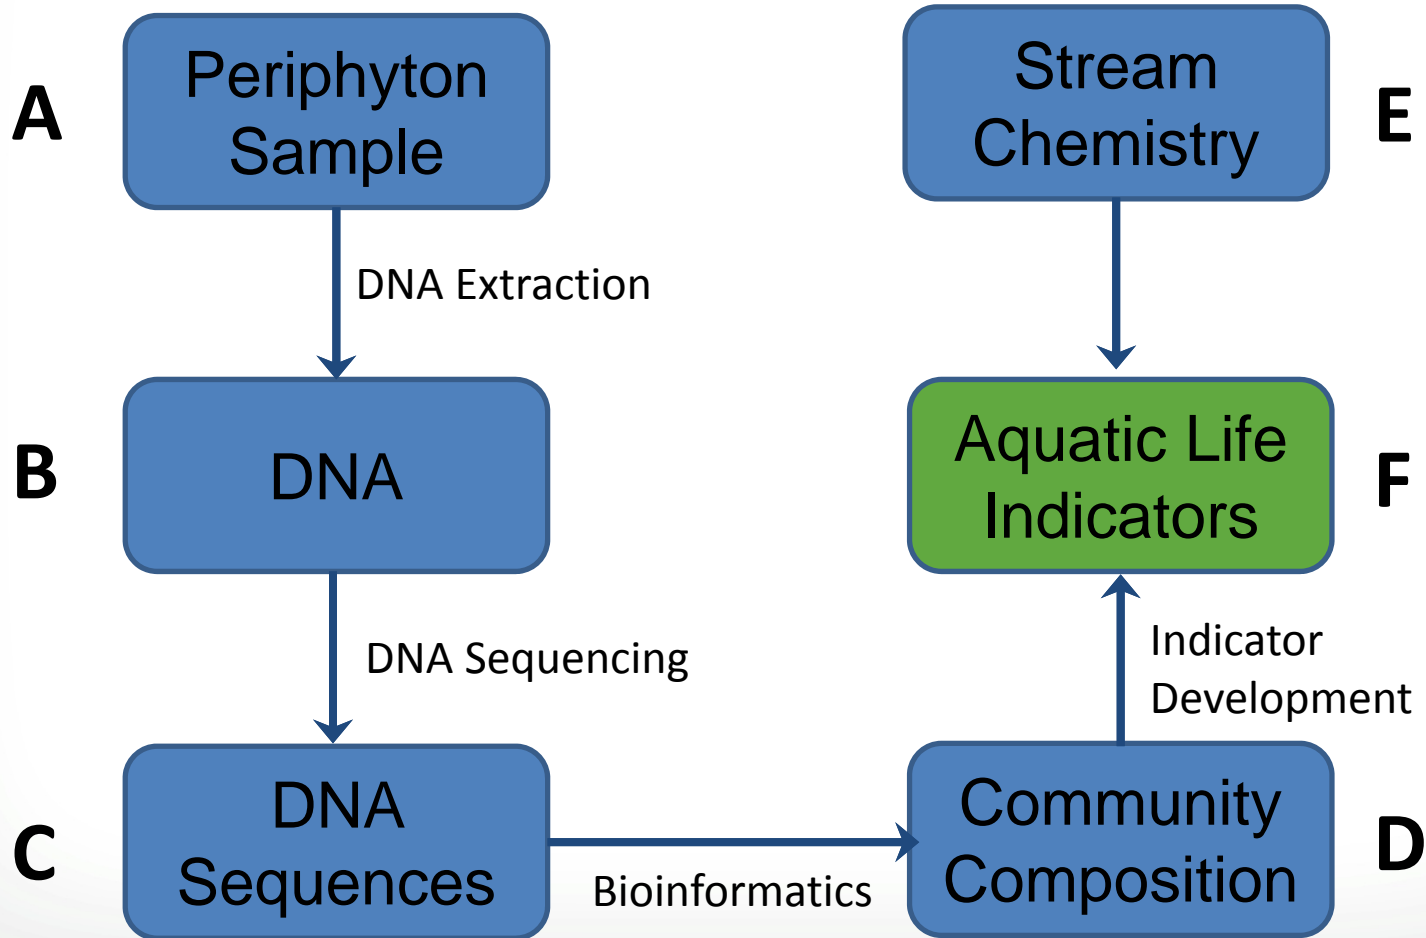 A
Periphyton
Sample
DNA Extraction
B
DNA
DNA Sequencing
C
DNA
Sequences
Bioinformatics
Stream
Chemistry
E
Aquatic Life
Indicators
F
Indicator
Development
Community
Composition
D